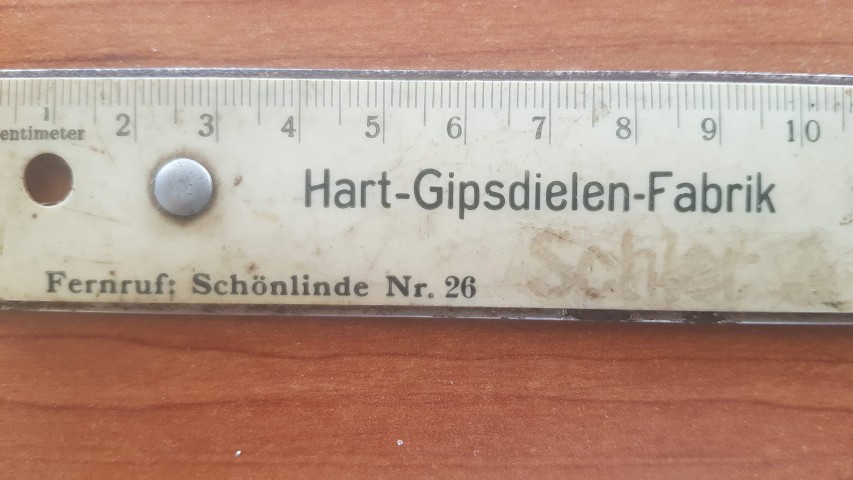 1 2 3 4 5 6 7 8 9 10
entimeter
Hart-Gipsdielen-Fabrik
Fernruf: Schönlinde Nr. 26